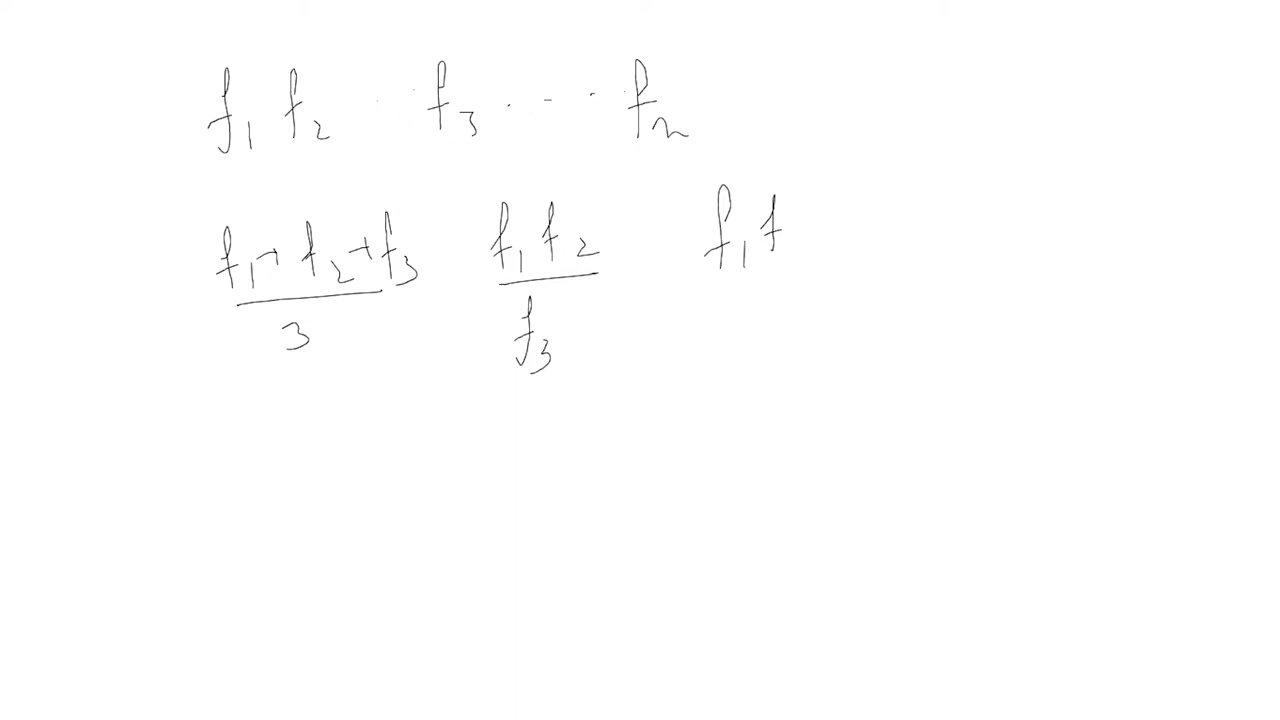 f₁ f₂ f₃ . - - . fₙ
f₁ + f₂ + f₃ f₁ f₂ f₁ f
3 f₃